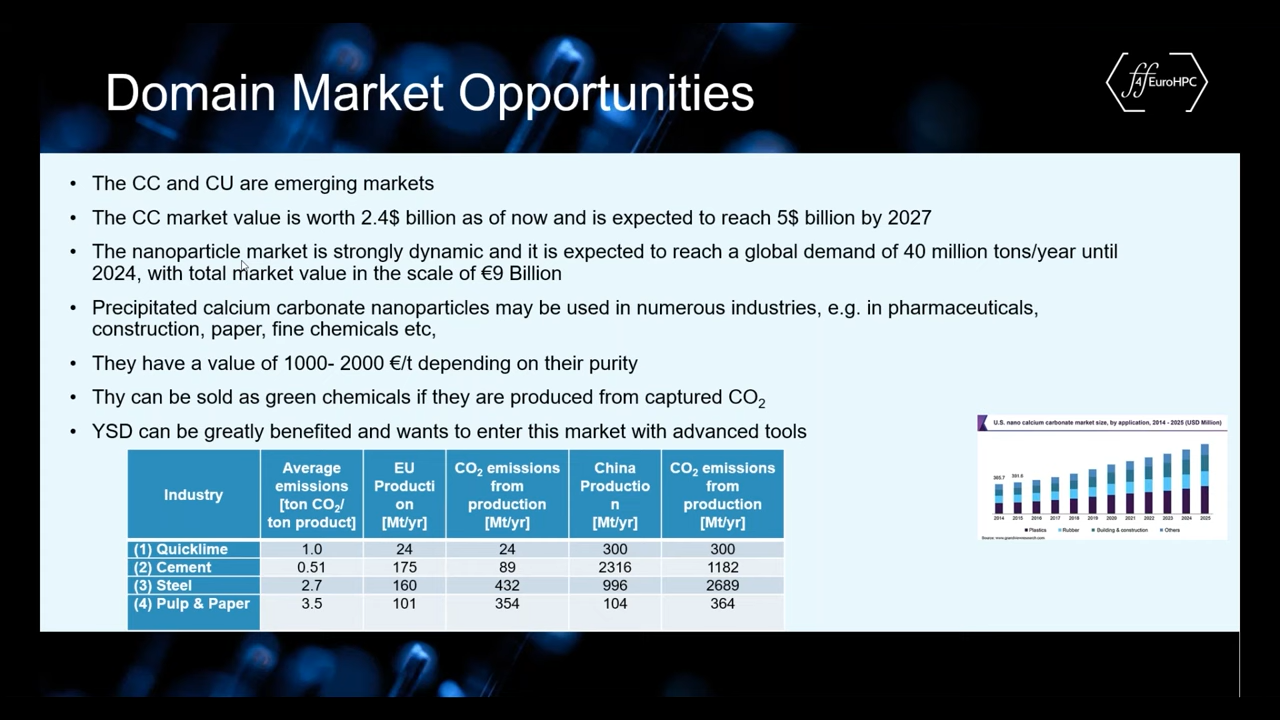 Domain Market Opportunities
ff4EuroHPC
• The CC and CU are emerging markets
• The CC market value is worth 2.4$ billion as of now and is expected to reach 5$ billion by 2027
• The nanoparticle market is strongly dynamic and it is expected to reach a global demand of 40 million tons/year until
2024, with total market value in the scale of €9 Billion
• Precipitated calcium carbonate nanoparticles may be used in numerous industries, e.g. in pharmaceuticals,
construction, paper, fine chemicals etc,
• They have a value of 1000- 2000 €/t depending on their purity
• Thy can be sold as green chemicals if they are produced from captured CO₂
• YSD can be greatly benefited and wants to enter this market with advanced tools
Industry
Average
emissions
[ton CO₂/
ton product]
EU
Producti
on
[Mt/yr]
CO₂ emissions
from
production
[Mt/yr]
China
Productio
n
[Mt/yr]
CO₂ emissions
from
production
[Mt/yr]
(1) Quicklime 1.0 24 24 300 300
(2) Cement 0.51 175 89 2316 1182
(3) Steel 2.7 160 432 996 2689
(4) Pulp & Paper 3.5 101 354 104 364
U.S. nano calcium carbonate market size, by application, 2014 - 2025 (USD Million)
365.7 391.6
2014 2015 2016 2017 2018 2019 2020 2021 2022 2023 2024 2025
Plastics Rubber Building & construction Others